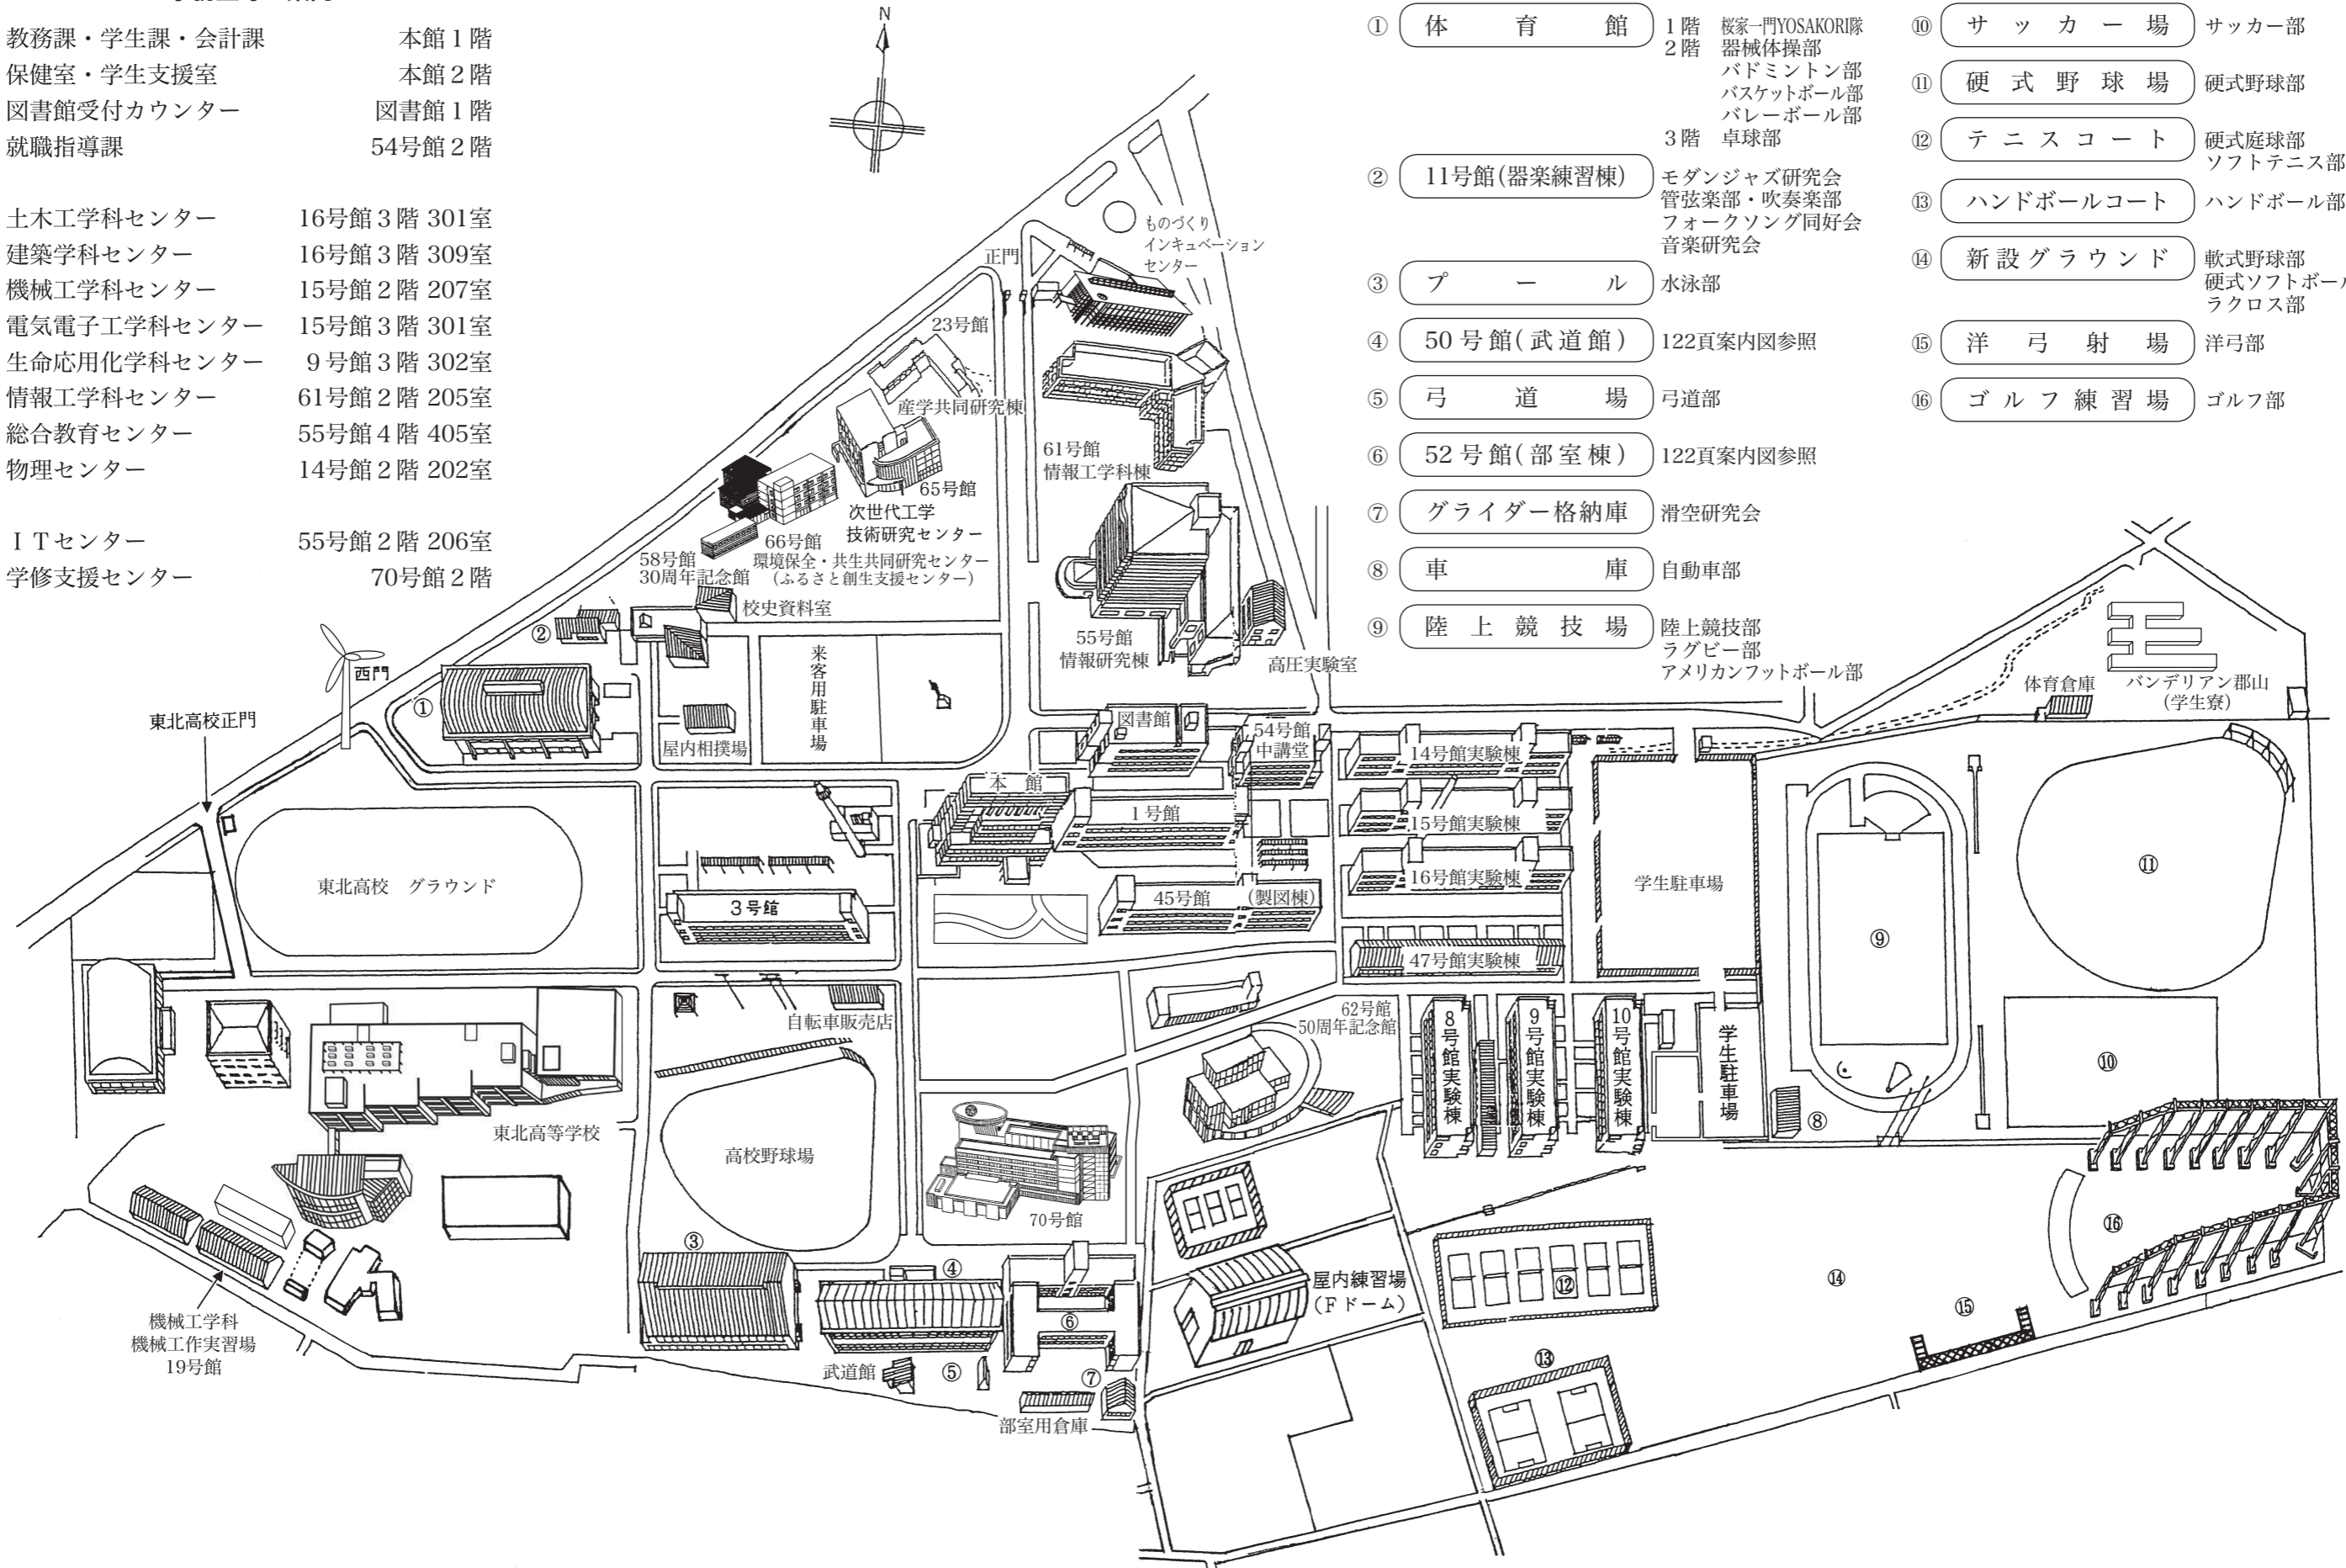 教務課・学生課・会計課 本館１階
保健室・学生支援室 本館２階
図書館受付カウンター 図書館１階
就職指導課 54号館２階
土木工学科センター 16号館３階 301室
建築学科センター 16号館３階 309室
機械工学科センター 15号館２階 207室
電気電子工学科センター 15号館３階 301室
生命応用化学科センター ９号館３階 302室
情報工学科センター 61号館２階 205室
総合教育センター 55号館４階 405室
物理センター 14号館２階 202室
ＩＴセンター 55号館２階 206室
学修支援センター 70号館２階
① 体育館 １階 桜家一門YOSAKORI隊
２階 器械体操部
バドミントン部
バスケットボール部
バレーボール部
３階 卓球部
② 11号館(器楽練習棟) モダンジャズ研究会
管弦楽部・吹奏楽部
フォークソング同好会
音楽研究会
③ プール 水泳部
④ 50号館(武道館) 122頁案内図参照
⑤ 弓道場 弓道部
⑥ 52号館(部室棟) 122頁案内図参照
⑦ グライダー格納庫 滑空研究会
⑧ 車庫 自動車部
⑨ 陸上競技場 陸上競技部
ラグビー部
アメリカンフットボール部
⑩ サッカー場 サッカー部
⑪ 硬式野球場 硬式野球部
⑫ テニスコート 硬式庭球部
ソフトテニス部
⑬ ハンドボールコート ハンドボール部
⑭ 新設グラウンド 軟式野球部
硬式ソフトボール
ラクロス部
⑮ 洋弓射場 洋弓部
⑯ ゴルフ練習場 ゴルフ部
N
ものづくり
インキュベーション
センター
正門
23号館
産学共同研究棟
61号館
情報工学科棟
65号館
次世代工学
技術研究センター
66号館
環境保全・共生共同研究センター
(ふるさと創生支援センター)
58号館
30周年記念館
校史資料室
②
55号館
情報研究棟
高圧実験室
来客用駐車場
西門
①
東北高校正門
屋内相撲場
図書館
54号館
中講堂
14号館実験棟
体育倉庫
バンデリアン郡山
(学生寮)
本館
１号館
15号館実験棟
東北高校 グラウンド
３号館
45号館 (製図棟)
16号館実験棟
学生駐車場
⑨
⑪
47号館実験棟
自転車販売店
62号館
50周年記念館
８号館実験棟
９号館実験棟
10号館実験棟
学生駐車場
⑩
⑧
東北高等学校
高校野球場
70号館
③
④
⑥
屋内練習場
(Ｆドーム)
⑫
⑭
⑮
⑯
機械工学科
機械工作実習場
19号館
武道館
⑤
⑦
部室用倉庫
⑬